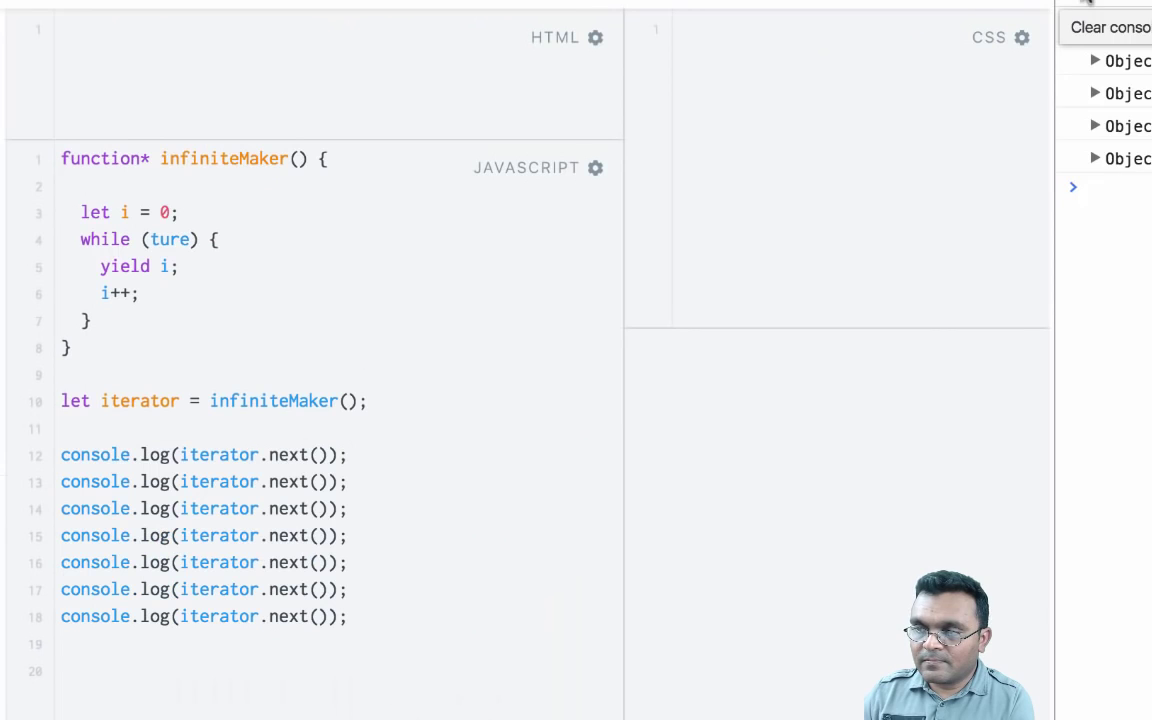 1
HTML
1
CSS
Clear conso
Objec
Objec
Objec
Objec
>
JAVASCRIPT
1 function* infiniteMaker() {
2
3 let i = 0;
4 while (ture) {
5 yield i;
6 i++;
7 }
8 }
9
10 let iterator = infiniteMaker();
11
12 console.log(iterator.next());
13 console.log(iterator.next());
14 console.log(iterator.next());
15 console.log(iterator.next());
16 console.log(iterator.next());
17 console.log(iterator.next());
18 console.log(iterator.next());
19
20